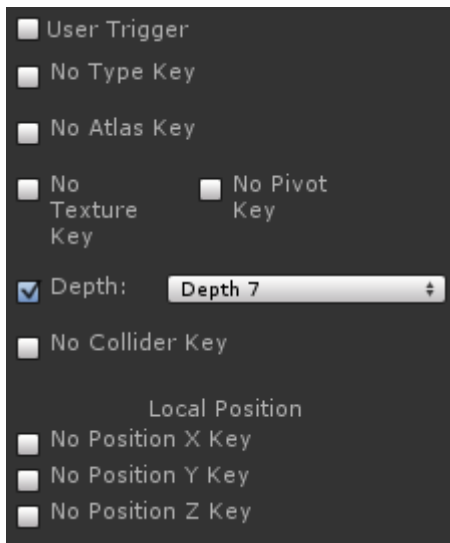 User Trigger
No Type Key
No Atlas Key
No No Pivot
Texture Key
Key
Depth: Depth 7
No Collider Key
Local Position
No Position X Key
No Position Y Key
No Position Z Key